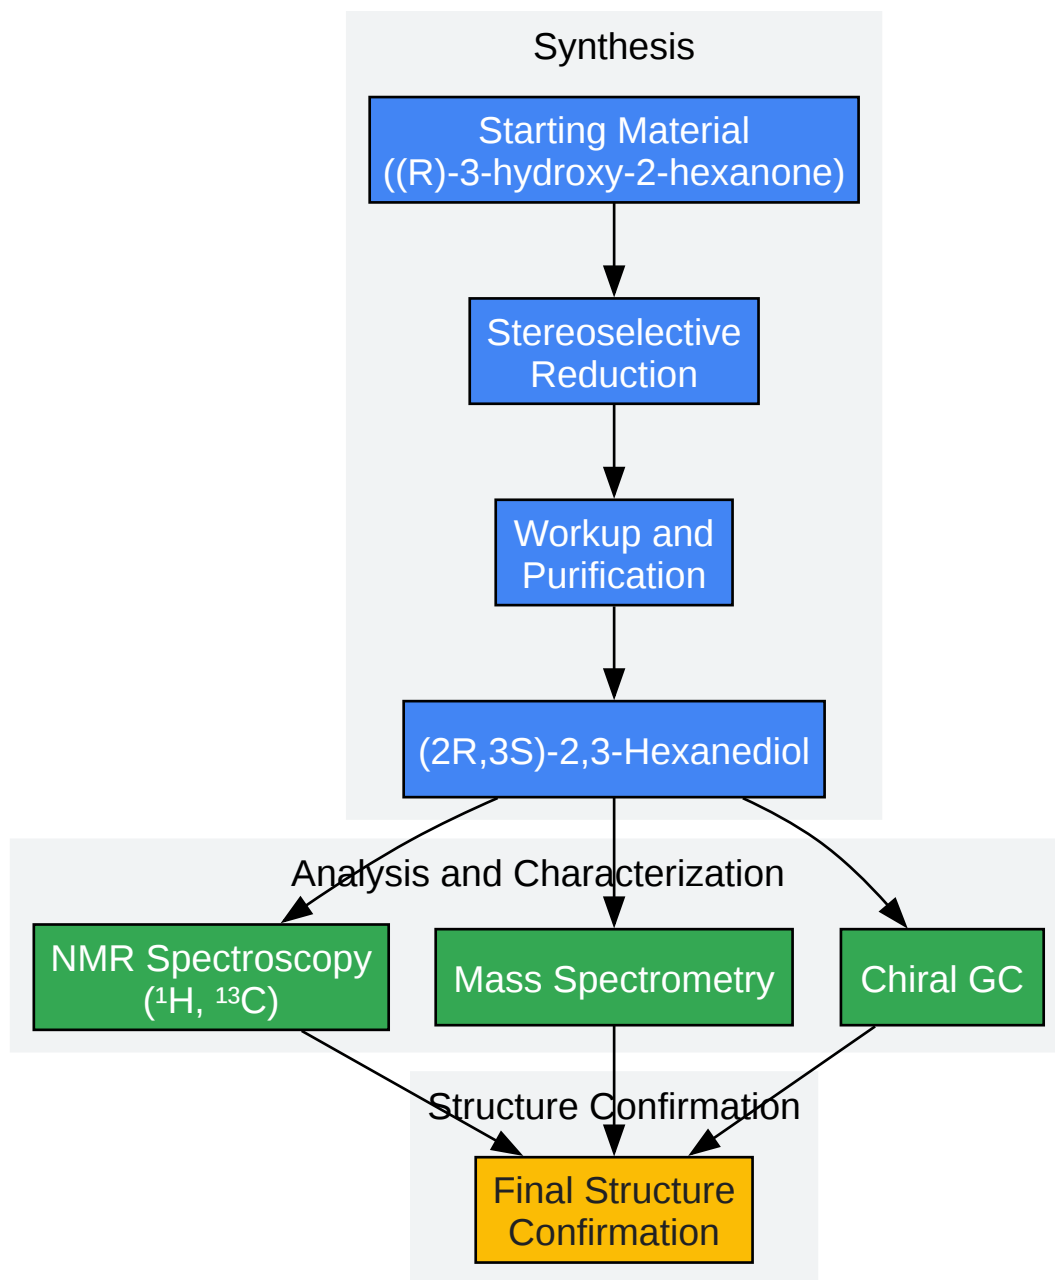 Synthesis
Starting Material
((R)-3-hydroxy-2-hexanone)
Stereoselective
Reduction
Workup and
Purification
(2R,3S)-2,3-Hexanediol
Analysis and Characterization
NMR Spectroscopy
(¹H, ¹³C)
Mass Spectrometry
Chiral GC
Structure Confirmation
Final Structure
Confirmation